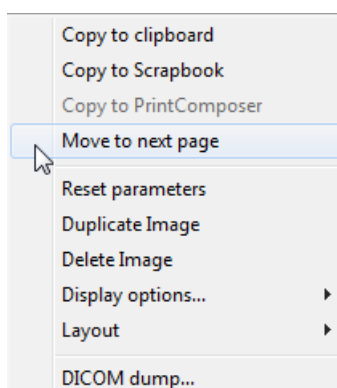 Copy to clipboard
Copy to Scrapbook
Copy to PrintComposer
Move to next page
Reset parameters
Duplicate Image
Delete Image
Display options...
Layout
DICOM dump...